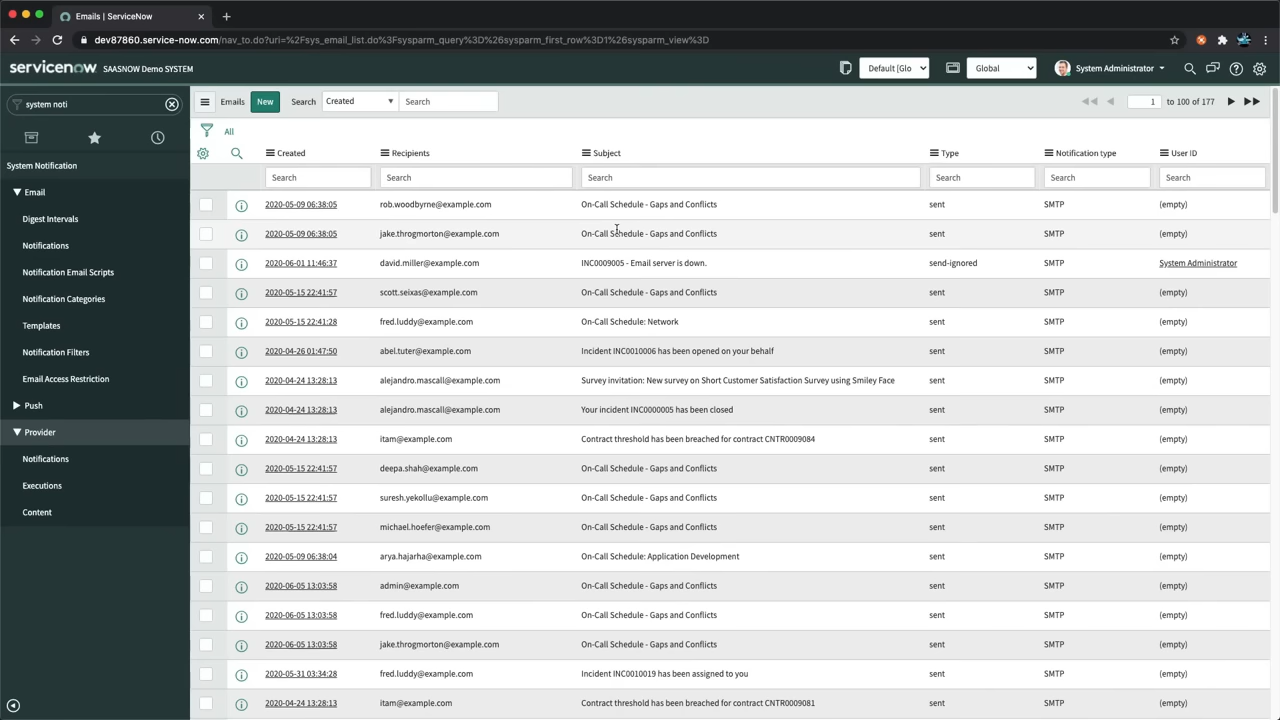 Emails | ServiceNow
dev87860.service-now.com/nav_to.do?uri=%2Fsys_email_list.do%3Fsysparm_query%3D%26sysparm_first_row%3D1%26sysparm_view%3D
servicenow SAASNOW Demo SYSTEM Default [Glo Global System Administrator
system noti
Emails New Search Created Search 1 to 100 of 177
All
Created Recipients Subject Type Notification type User ID
Search Search Search Search Search Search
System Notification
Email
Digest Intervals
Notifications
Notification Email Scripts
Notification Categories
Templates
Notification Filters
Email Access Restriction
Push
Provider
Notifications
Executions
Content
2020-05-09 06:38:05 rob.woodbyrne@example.com On-Call Schedule - Gaps and Conflicts sent SMTP (empty)
2020-05-09 06:38:05 jake.throgmorton@example.com On-Call Schedule - Gaps and Conflicts sent SMTP (empty)
2020-06-01 11:46:37 david.miller@example.com INC0009005 - Email server is down. send-ignored SMTP System Administrator
2020-05-15 22:41:57 scott.seixas@example.com On-Call Schedule - Gaps and Conflicts sent SMTP (empty)
2020-05-15 22:41:28 fred.luddy@example.com On-Call Schedule: Network sent SMTP (empty)
2020-04-26 01:47:50 abel.tuter@example.com Incident INC0010006 has been opened on your behalf sent SMTP (empty)
2020-04-24 13:28:13 alejandro.mascall@example.com Survey invitation: New survey on Short Customer Satisfaction Survey using Smiley Face sent SMTP (empty)
2020-04-24 13:28:13 alejandro.mascall@example.com Your incident INC0000005 has been closed sent SMTP (empty)
2020-04-24 13:28:13 itam@example.com Contract threshold has been breached for contract CNTR0009084 sent SMTP (empty)
2020-05-15 22:41:57 deepa.shah@example.com On-Call Schedule - Gaps and Conflicts sent SMTP (empty)
2020-05-15 22:41:57 suresh.yekollu@example.com On-Call Schedule - Gaps and Conflicts sent SMTP (empty)
2020-05-15 22:41:57 michael.hoefer@example.com On-Call Schedule - Gaps and Conflicts sent SMTP (empty)
2020-05-09 06:38:04 arya.hajarha@example.com On-Call Schedule: Application Development sent SMTP (empty)
2020-06-05 13:03:58 admin@example.com On-Call Schedule - Gaps and Conflicts sent SMTP (empty)
2020-06-05 13:03:58 fred.luddy@example.com On-Call Schedule - Gaps and Conflicts sent SMTP (empty)
2020-06-05 13:03:58 jake.throgmorton@example.com On-Call Schedule - Gaps and Conflicts sent SMTP (empty)
2020-05-31 03:34:28 fred.luddy@example.com Incident INC0010019 has been assigned to you sent SMTP (empty)
2020-04-24 13:28:13 itam@example.com Contract threshold has been breached for contract CNTR0009081 sent SMTP (empty)